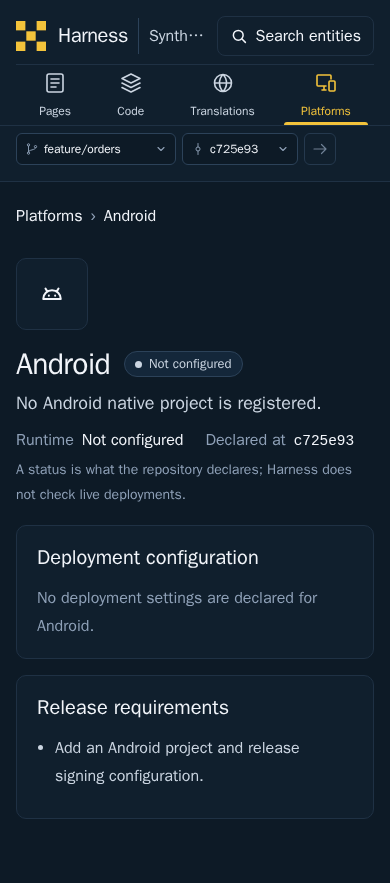 Harness
Synth···
Search entities
Pages
Code
Translations
Platforms
feature/orders
c725e93
Platforms › Android
Android
Not configured
No Android native project is registered.
Runtime Not configured Declared at c725e93
A status is what the repository declares; Harness does
not check live deployments.
Deployment configuration
No deployment settings are declared for
Android.
Release requirements
• Add an Android project and release
signing configuration.